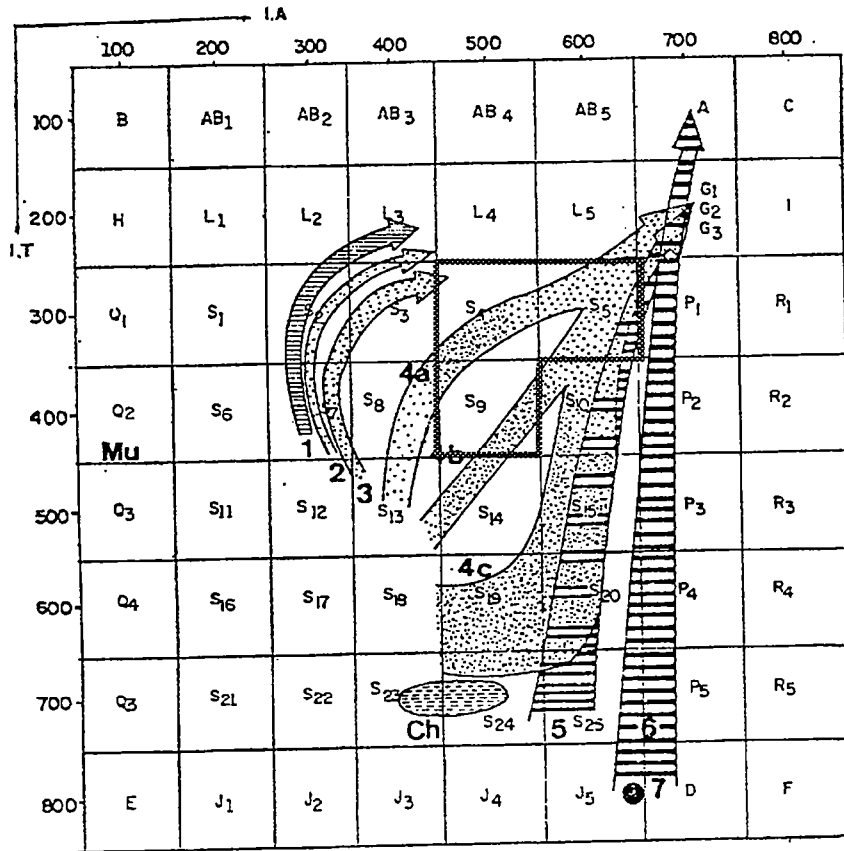 I.A
100 200 300 400 500 600 700 800
100 B AB1 AB2 AB3 AB4 AB5 A C
G1
200 H L1 L2 L3 L4 L5 G2 I
G3
I.T
300 Q1 S1 S3 S4 S5 P1 R1
4a
400 Q2 S6 S7 S8 S9 S10 P2 R2
Mu 1 b
2 3
500 Q3 S11 S12 S13 S14 S15 P3 R3
4c
600 Q4 S16 S17 S18 S19 S20 P4 R4
700 Q3 S21 S22 S23 P5 R5
Ch S24 5 S25 6
800 E J1 J2 J3 J4 J5 7 D F